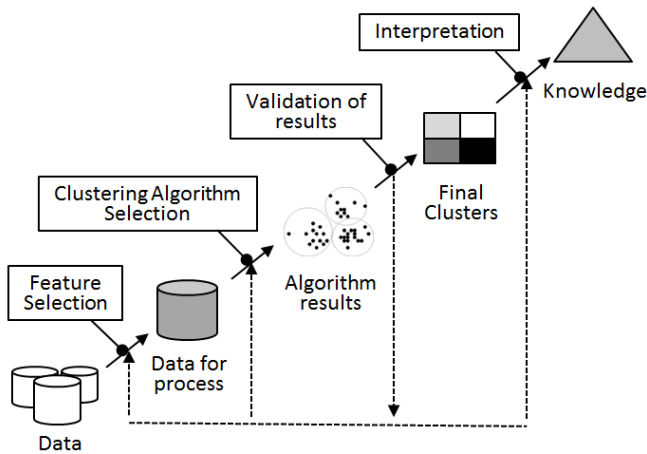 Interpretation
Knowledge
Validation of
results
Final
Clusters
Clustering Algorithm
Selection
Algorithm
results
Feature
Selection
Data for
process
Data